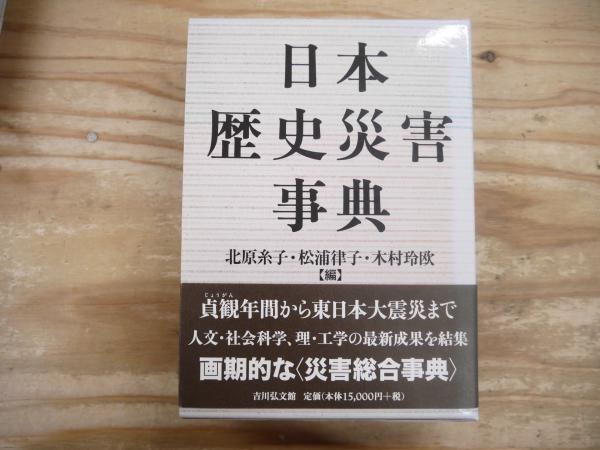 日本
歴史災害
事典
北原糸子・松浦律子・木村玲欧
【編】
じょうがん
貞観年間から東日本大震災まで
人文・社会科学、理・工学の最新成果を結集
画期的な〈災害総合事典〉
吉川弘文館 定価(本体15,000円+税)